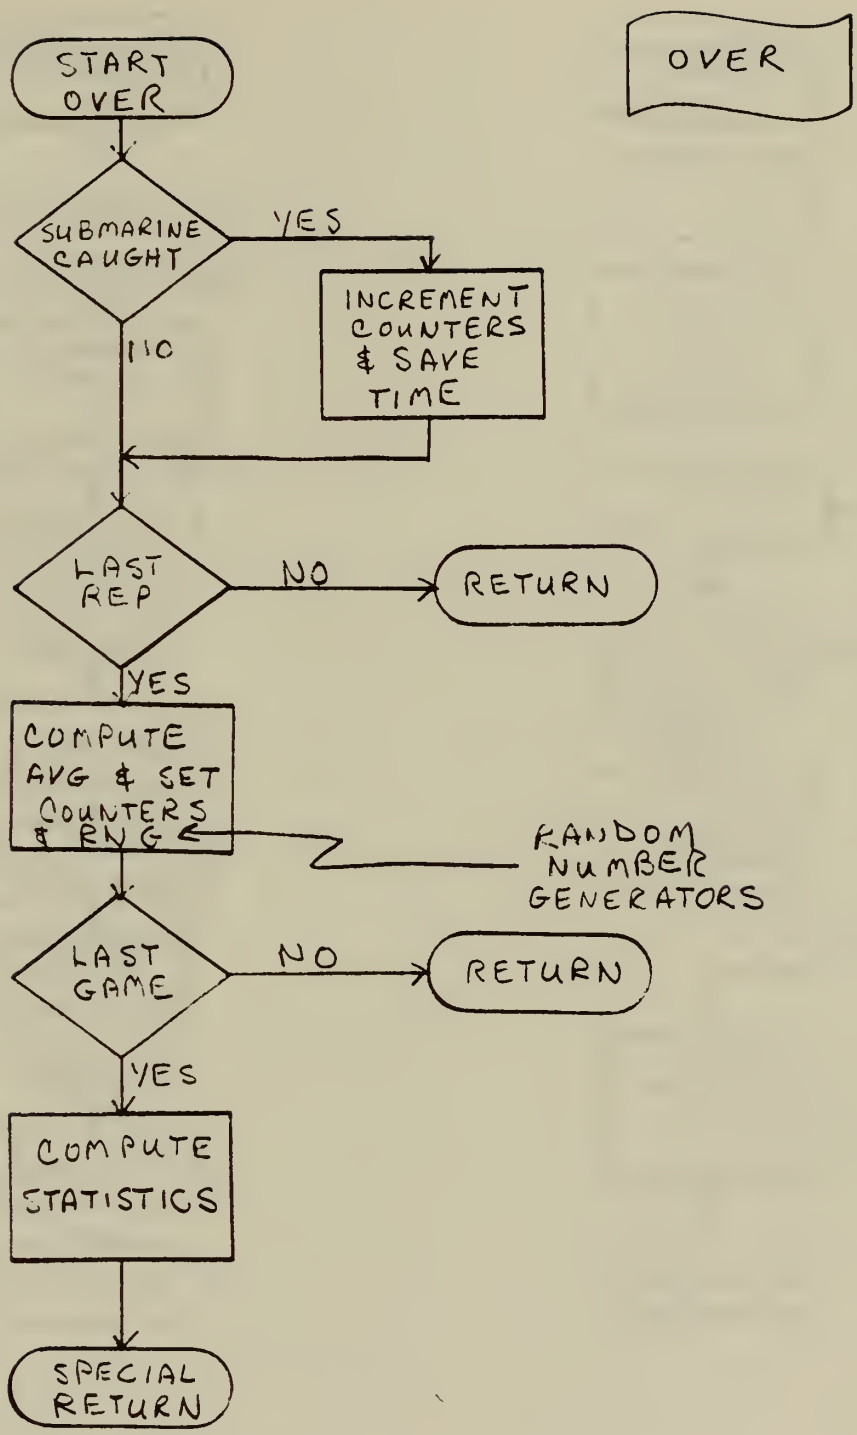 START
OVER
OVER
SUBMARINE
CAUGHT
YES
INCREMENT
COUNTERS
& SAVE
TIME
NO
LAST
REP
NO
RETURN
YES
COMPUTE
AVG & SET
COUNTERS
& RNG
RANDOM
NUMBER
GENERATORS
LAST
GAME
NO
RETURN
YES
COMPUTE
STATISTICS
SPECIAL
RETURN